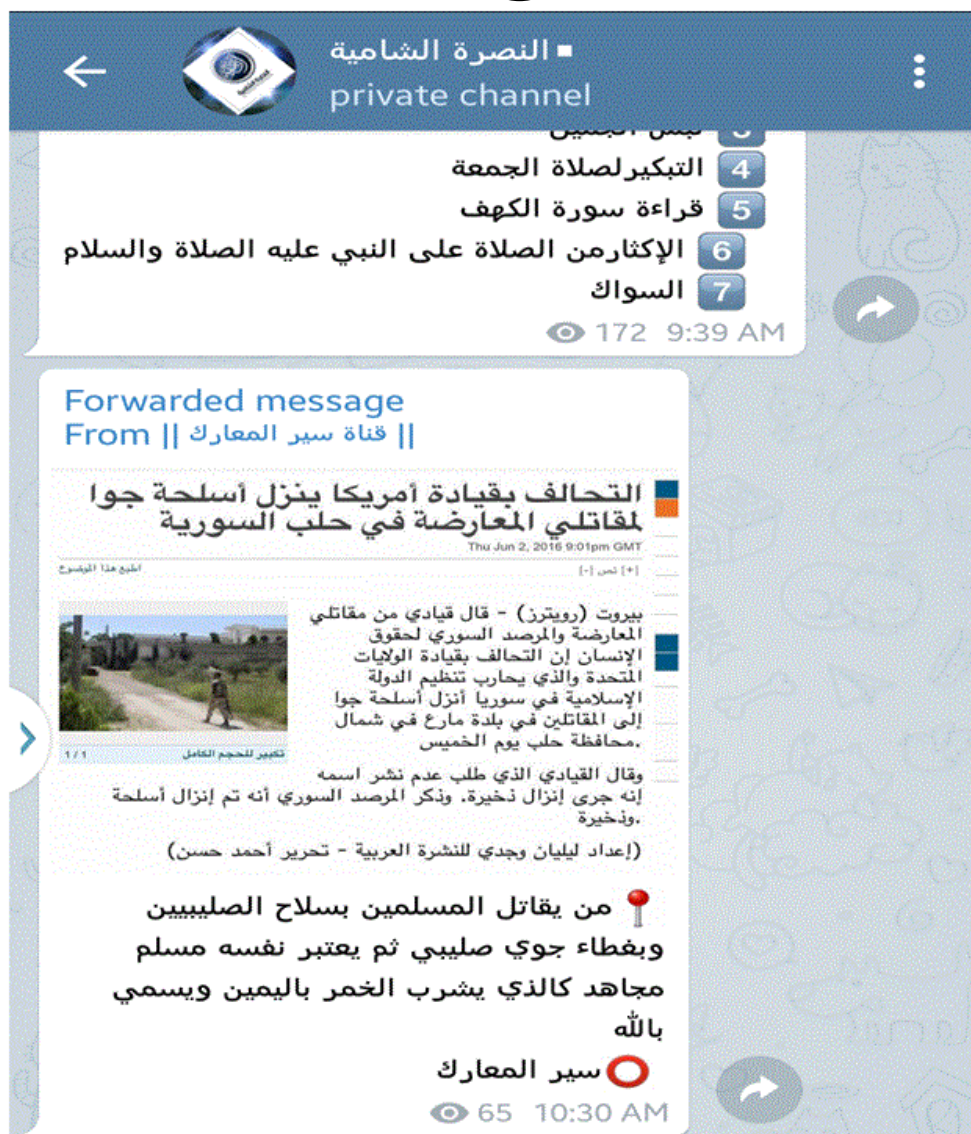 ■ النصرة الشامية
private channel
4 التبكيرلصلاة الجمعة
5 قراءة سورة الكهف
6 الإكثارمن الصلاة على النبي عليه الصلاة والسلام
7 السواك
172 9:39 AM
Forwarded message
From || قناة سير المعارك ||
التحالف بقيادة أمريكا ينزل أسلحة جوا
لمقاتلي المعارضة في حلب السورية
Thu Jun 2, 2016 9:01pm GMT
اطبع هذا الموضوع
[-] نص [+]
بيروت (رويترز) - قال قيادي من مقاتلي
المعارضة والمرصد السوري لحقوق
الإنسان إن التحالف بقيادة الولايات
المتحدة والذي يحارب تنظيم الدولة
الإسلامية في سوريا أنزل أسلحة جوا
إلى المقاتلين في بلدة مارع في شمال
.محافظة حلب يوم الخميس
تكبير للحجم الكامل
1 / 1
وقال القيادي الذي طلب عدم نشر اسمه
إنه جرى إنزال ذخيرة. وذكر المرصد السوري أنه تم إنزال أسلحة
.وذخيرة
(إعداد ليليان وجدي للنشرة العربية - تحرير أحمد حسن)
📍 من يقاتل المسلمين بسلاح الصليبيين
وبغطاء جوي صليبي ثم يعتبر نفسه مسلم
مجاهد كالذي يشرب الخمر باليمين ويسمي
بالله
⭕سير المعارك
65 10:30 AM